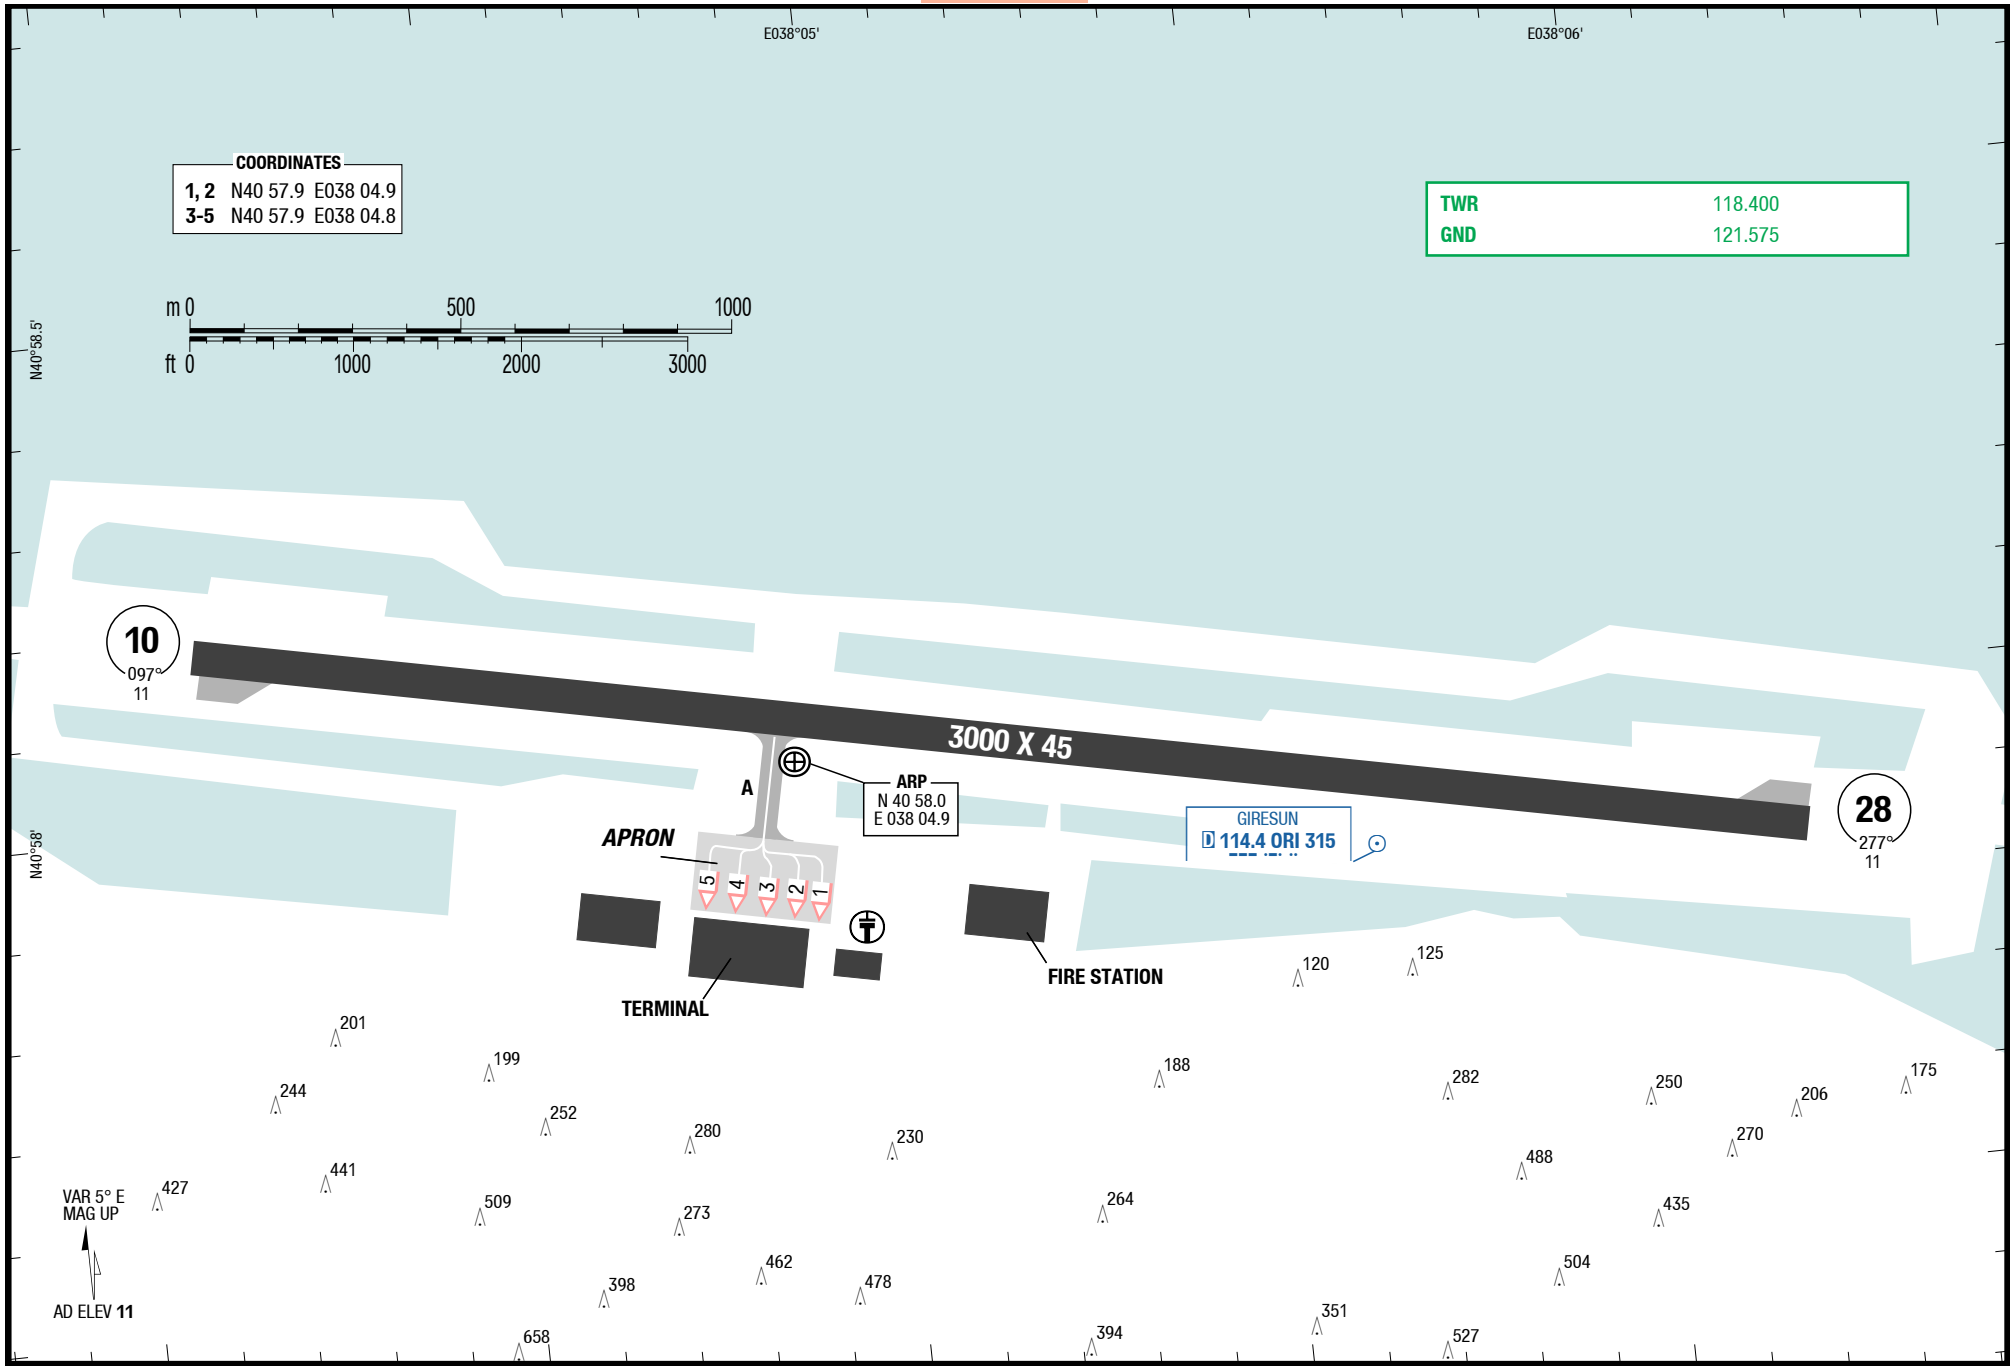 E038°05'
E038°06'
COORDINATES
1, 2 N40 57.9 E038 04.9
3-5 N40 57.9 E038 04.8
TWR 118.400
GND 121.575
m 0 500 1000
ft 0 1000 2000 3000
N40°58.5'
10
097°
11
3000 X 45
A
ARP
N 40 58.0
E 038 04.9
GIRESUN
D 114.4 ORI 315
28
277°
11
N40°58'
APRON
5 4 3 2 1
T
FIRE STATION
TERMINAL
120
125
201
199
188
282
250
175
244
252
280
230
206
270
441
427
488
509
273
264
435
462
478
504
398
351
658
394
527
VAR 5° E
MAG UP
AD ELEV 11